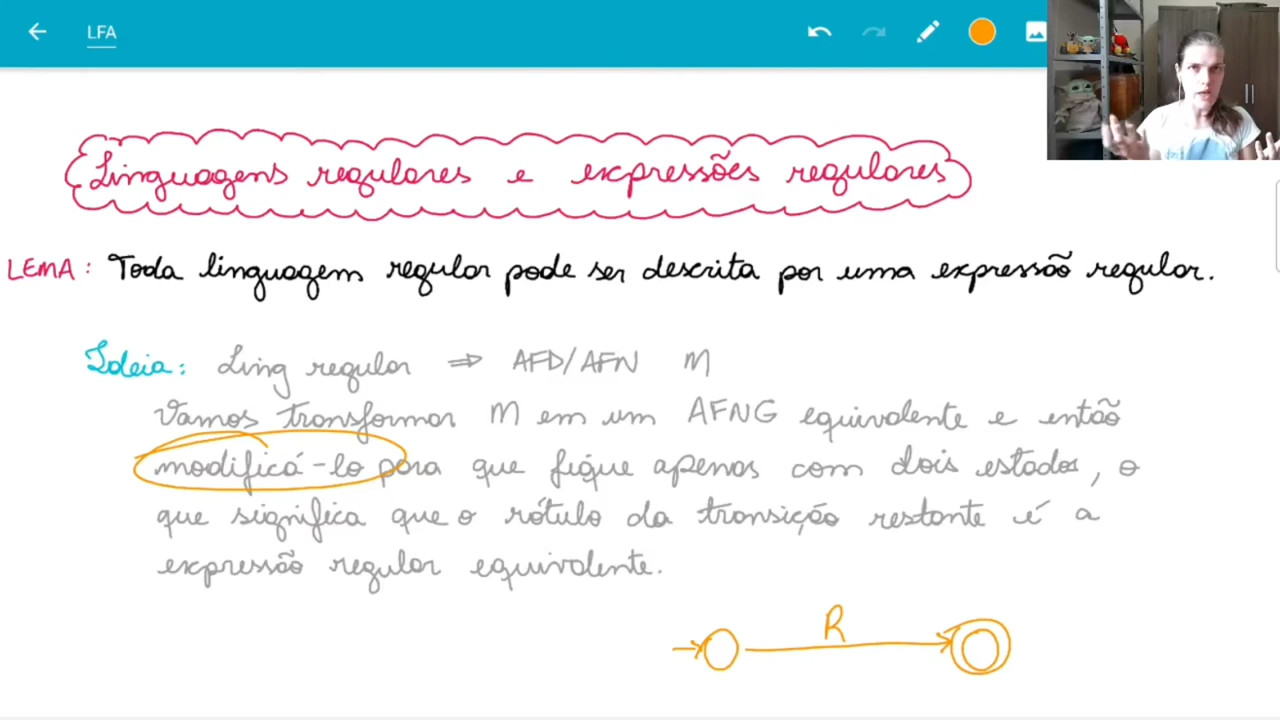 LFA
Linguagens regulares e expressões regulares
LEMA: Toda linguagem regular pode ser descrita por uma expressão regular.
Ideia: Ling regular ⇒ AFD/AFN M
Vamos transformar M em um AFNG equivalente e então
modificá-lo para que fique apenas com dois estados, o
que significa que o rótulo da transição restante é a
expressão regular equivalente.
R